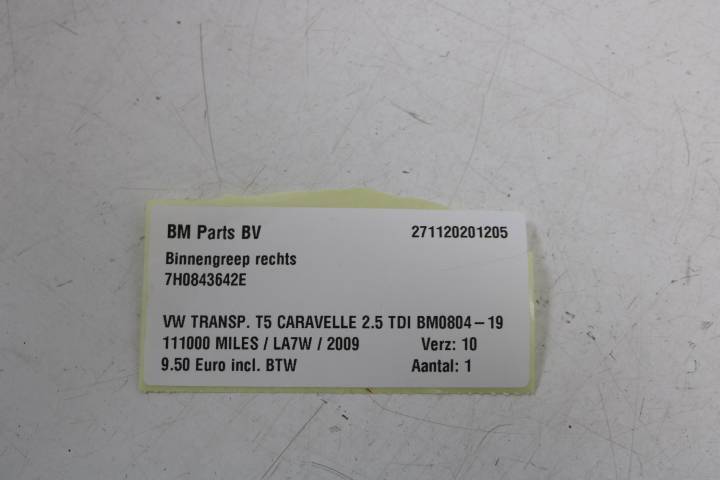 BM Parts BV 271120201205
Binnengreep rechts
7H0843642E
VW TRANSP. T5 CARAVELLE 2.5 TDI BM0804-19
111000 MILES / LA7W / 2009 Verz: 10
9.50 Euro incl. BTW Aantal: 1